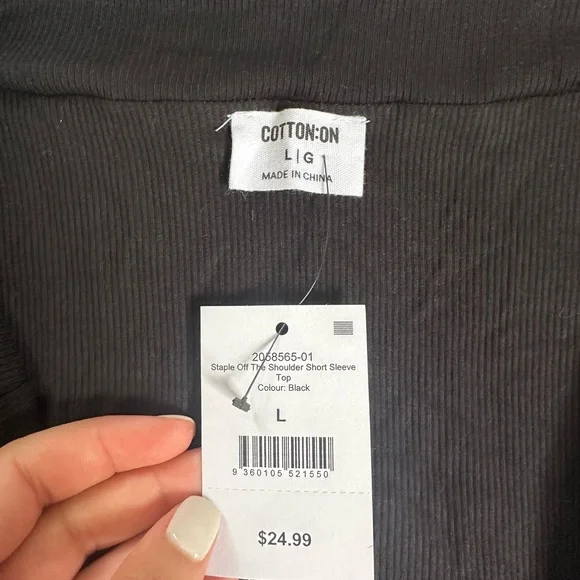 COTTON:ON
L|G
MADE IN CHINA
2058565-01
Staple Off The Shoulder Short Sleeve
Top
Colour: Black
L
9 360105 521550
$24.99